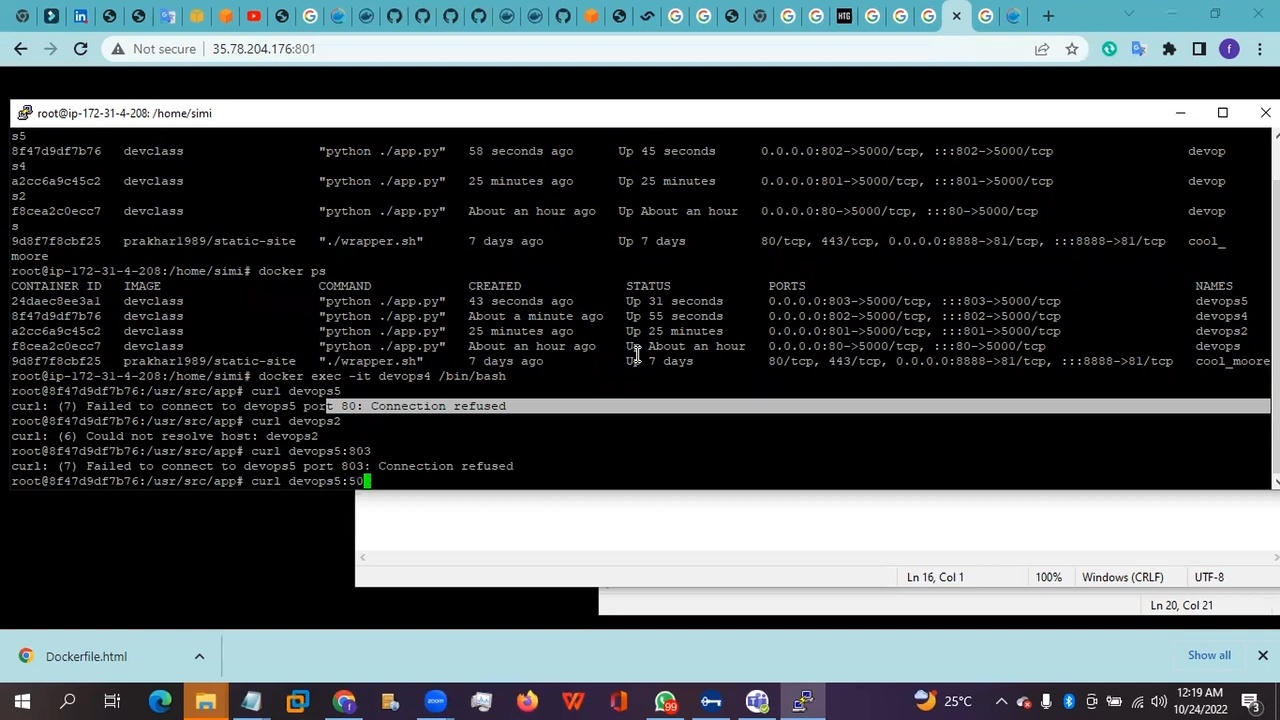 HTG
f
Not secure
35.78.204.176:801
root@ip-172-31-4-208: /home/simi
s5
8f47d9df7b76 devclass "python ./app.py" 58 seconds ago Up 45 seconds 0.0.0.0:802->5000/tcp, :::802->5000/tcp devop
s4
a2cc6a9c45c2 devclass "python ./app.py" 25 minutes ago Up 25 minutes 0.0.0.0:801->5000/tcp, :::801->5000/tcp devop
s2
f8cea2c0ecc7 devclass "python ./app.py" About an hour ago Up About an hour 0.0.0.0:80->5000/tcp, :::80->5000/tcp devop
s
9d8f7f8cbf25 prakhar1989/static-site "./wrapper.sh" 7 days ago Up 7 days 80/tcp, 443/tcp, 0.0.0.0:8888->81/tcp, :::8888->81/tcp cool_
moore
root@ip-172-31-4-208:/home/simi# docker ps
CONTAINER ID IMAGE COMMAND CREATED STATUS PORTS NAMES
24daec8ee3a1 devclass "python ./app.py" 43 seconds ago Up 31 seconds 0.0.0.0:803->5000/tcp, :::803->5000/tcp devops5
8f47d9df7b76 devclass "python ./app.py" About a minute ago Up 55 seconds 0.0.0.0:802->5000/tcp, :::802->5000/tcp devops4
a2cc6a9c45c2 devclass "python ./app.py" 25 minutes ago Up 25 minutes 0.0.0.0:801->5000/tcp, :::801->5000/tcp devops2
f8cea2c0ecc7 devclass "python ./app.py" About an hour ago Up About an hour 0.0.0.0:80->5000/tcp, :::80->5000/tcp devops
9d8f7f8cbf25 prakhar1989/static-site "./wrapper.sh" 7 days ago Up 7 days 80/tcp, 443/tcp, 0.0.0.0:8888->81/tcp, :::8888->81/tcp cool_moore
root@ip-172-31-4-208:/home/simi# docker exec -it devops4 /bin/bash
root@8f47d9df7b76:/usr/src/app# curl devops5
curl: (7) Failed to connect to devops5 port 80: Connection refused
root@8f47d9df7b76:/usr/src/app# curl devops2
curl: (6) Could not resolve host: devops2
root@8f47d9df7b76:/usr/src/app# curl devops5:803
curl: (7) Failed to connect to devops5 port 803: Connection refused
root@8f47d9df7b76:/usr/src/app# curl devops5:50
Ln 16, Col 1 100% Windows (CRLF) UTF-8
Ln 20, Col 21
Dockerfile.html
Show all
zoom
99
25°C
12:19 AM
10/24/2022
3